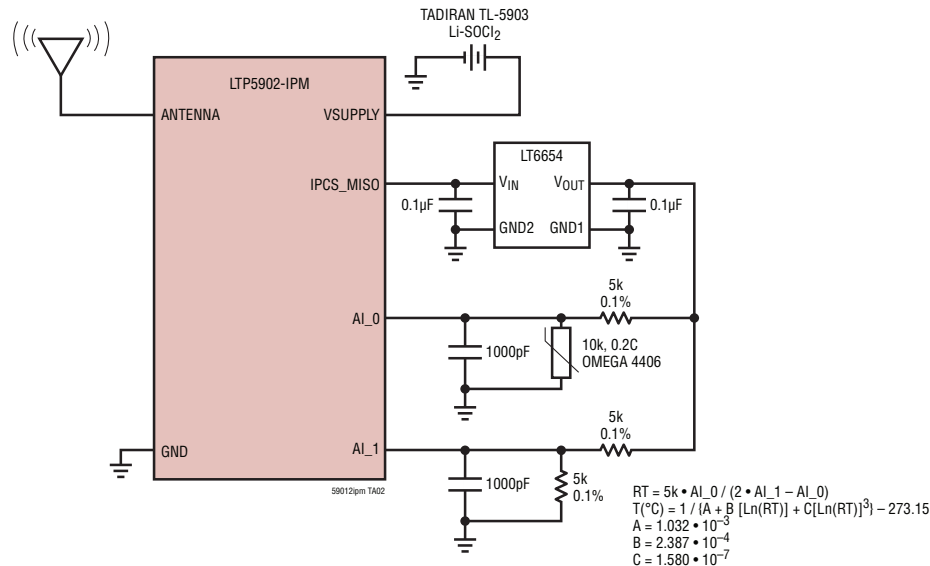 TADIRAN TL-5903
Li-SOCl₂
LTP5902-IPM
ANTENNA
VSUPPLY
LT6654
IPCS_MISO
V_IN
V_OUT
0.1µF
0.1µF
GND2
GND1
5k
0.1%
AI_0
1000pF
10k, 0.2C
OMEGA 4406
5k
0.1%
GND
AI_1
1000pF
5k
0.1%
59012ipm TA02
RT = 5k • AI_0 / (2 • AI_1 – AI_0)
T(°C) = 1 / {A + B [Ln(RT)] + C[Ln(RT)]³} – 273.15
A = 1.032 • 10⁻³
B = 2.387 • 10⁻⁴
C = 1.580 • 10⁻⁷